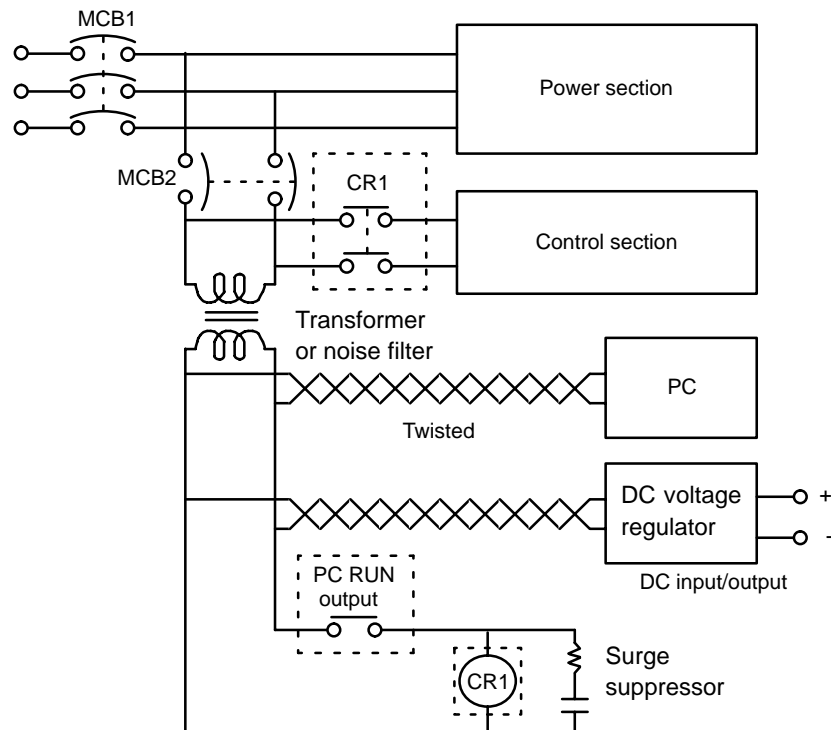 MCB1
Power section
MCB2
CR1
Control section
Transformer
or noise filter
PC
Twisted
DC voltage
regulator
+
-
DC input/output
PC RUN
output
CR1
Surge
suppressor